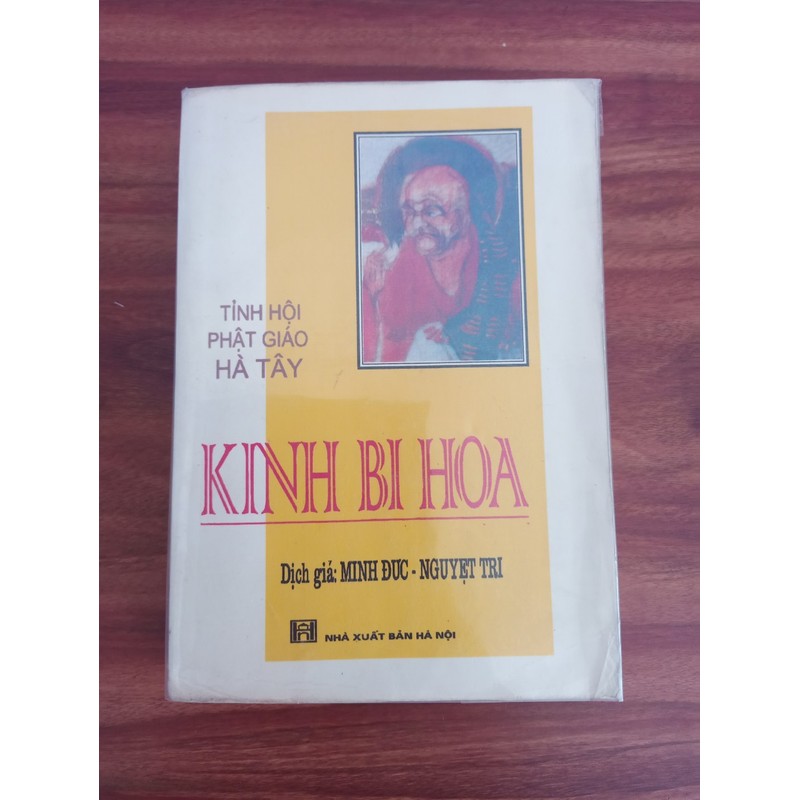 TỈNH HỘI
PHẬT GIÁO
HÀ TÂY
KINH BI HOA
Dịch giả: MINH ĐỨC - NGUYỆT TRI
NHÀ XUẤT BẢN HÀ NỘI